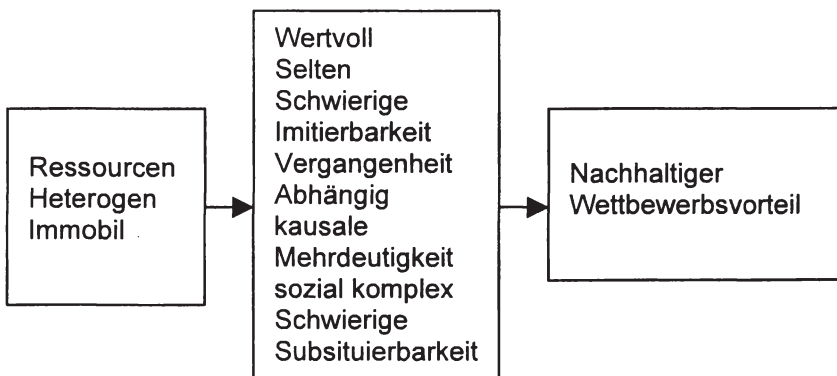 Ressourcen
Heterogen
Immobil
Wertvoll
Selten
Schwierige
Imitierbarkeit
Vergangenheit
Abhängig
kausale
Mehrdeutigkeit
sozial komplex
Schwierige
Subsituierbarkeit
Nachhaltiger
Wettbewerbsvorteil